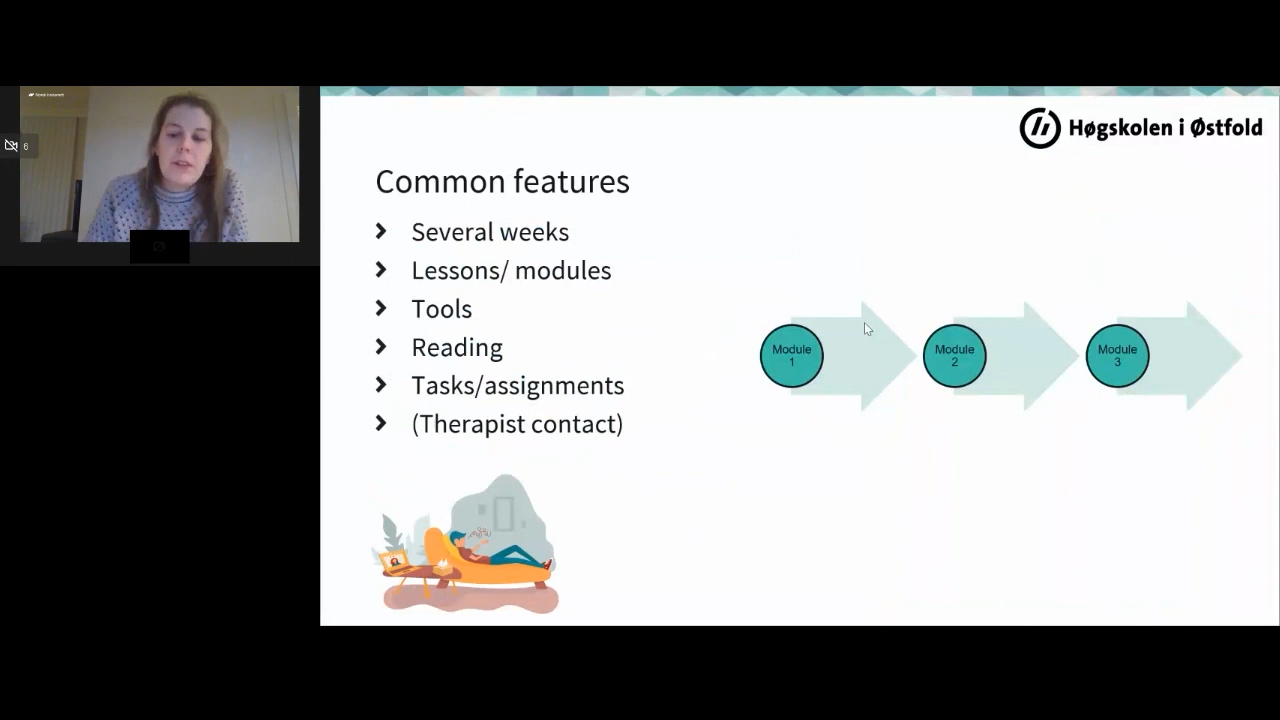 6
Høgskolen i Østfold
Common features
Several weeks
Lessons/ modules
Tools
Reading
Tasks/assignments
(Therapist contact)
Module
1
Module
2
Module
3